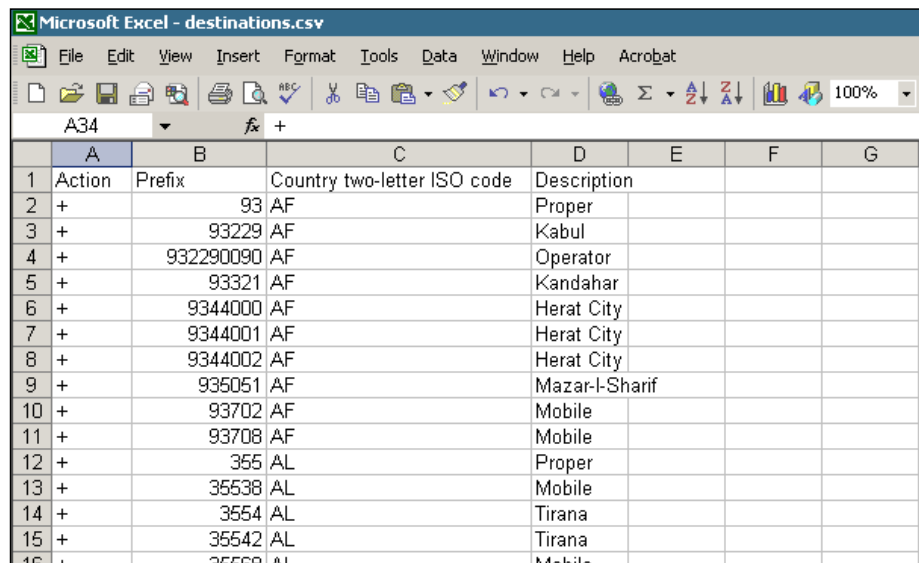 Microsoft Excel - destinations.csv
File Edit View Insert Format Tools Data Window Help Acrobat
ABC Σ A Z Z A 100%
A34 fx +
A B C D E F G
1 Action Prefix Country two-letter ISO code Description
2 + 93 AF Proper
3 + 93229 AF Kabul
4 + 932290090 AF Operator
5 + 93321 AF Kandahar
6 + 9344000 AF Herat City
7 + 9344001 AF Herat City
8 + 9344002 AF Herat City
9 + 935051 AF Mazar-I-Sharif
10 + 93702 AF Mobile
11 + 93708 AF Mobile
12 + 355 AL Proper
13 + 35538 AL Mobile
14 + 3554 AL Tirana
15 + 35542 AL Tirana